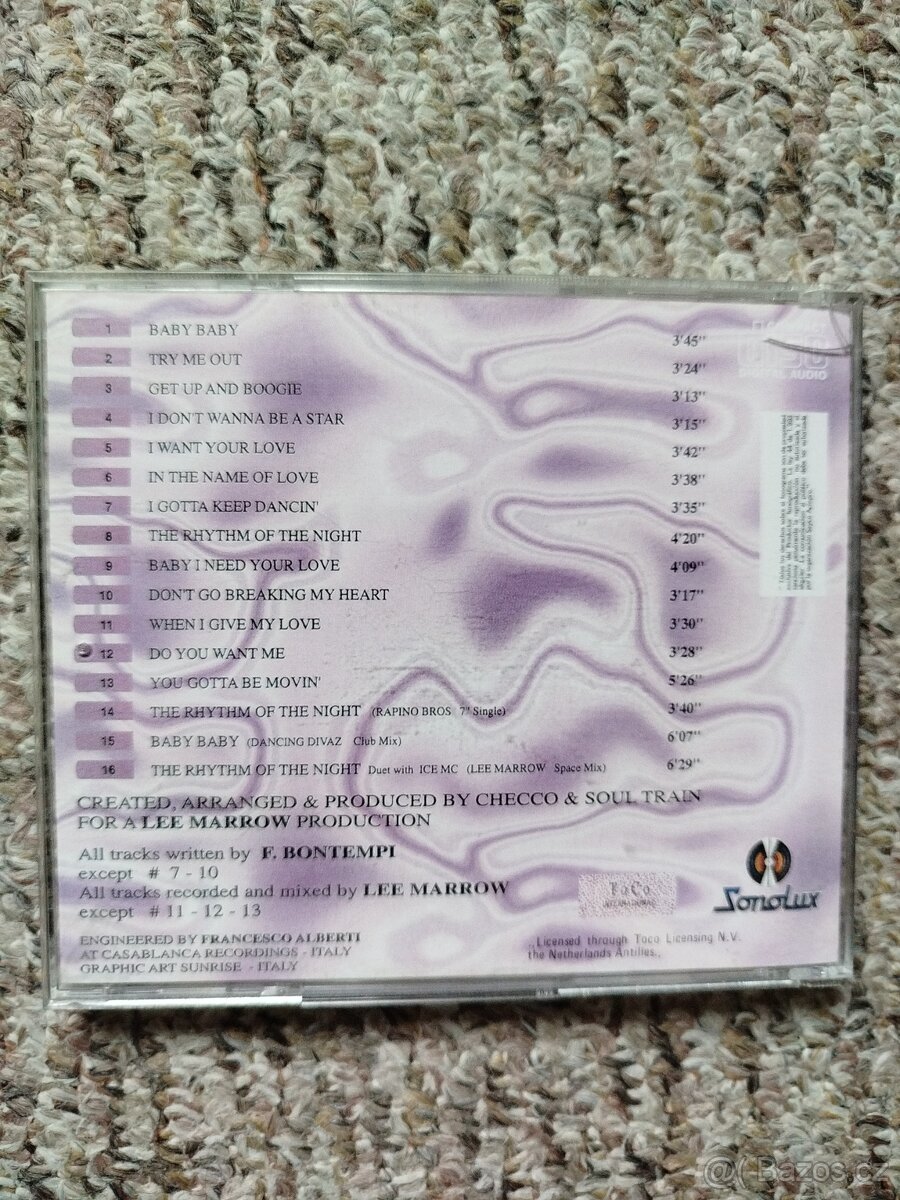 1 BABY BABY 3'45"
2 TRY ME OUT 3'24"
3 GET UP AND BOOGIE 3'13"
4 I DON'T WANNA BE A STAR 3'15"
5 I WANT YOUR LOVE 3'42"
6 IN THE NAME OF LOVE 3'38"
7 I GOTTA KEEP DANCIN' 3'35"
8 THE RHYTHM OF THE NIGHT 4'20"
9 BABY I NEED YOUR LOVE 4'09"
10 DON'T GO BREAKING MY HEART 3'17"
11 WHEN I GIVE MY LOVE 3'30"
12 DO YOU WANT ME 3'28"
13 YOU GOTTA BE MOVIN' 5'26"
14 THE RHYTHM OF THE NIGHT (RAPINO BROS 7" Single) 3'40"
15 BABY BABY (DANCING DIVAZ Club Mix) 6'07"
16 THE RHYTHM OF THE NIGHT Duet with ICE MC (LEE MARROW Space Mix) 6'29"
DIGITAL AUDIO
CREATED, ARRANGED & PRODUCED BY CHECCO & SOUL TRAIN
FOR A LEE MARROW PRODUCTION
All tracks written by F. BONTEMPI
except # 7 - 10
All tracks recorded and mixed by LEE MARROW
except # 11 - 12 - 13
ENGINEERED BY FRANCESCO ALBERTI
AT CASABLANCA RECORDINGS - ITALY
GRAPHIC ART SUNRISE - ITALY
ToCo
INTERNATIONAL
Sonolux
,,Licensed through Toco Licensing N.V.
the Netherlands Antilles,,
@( Bazos.cz